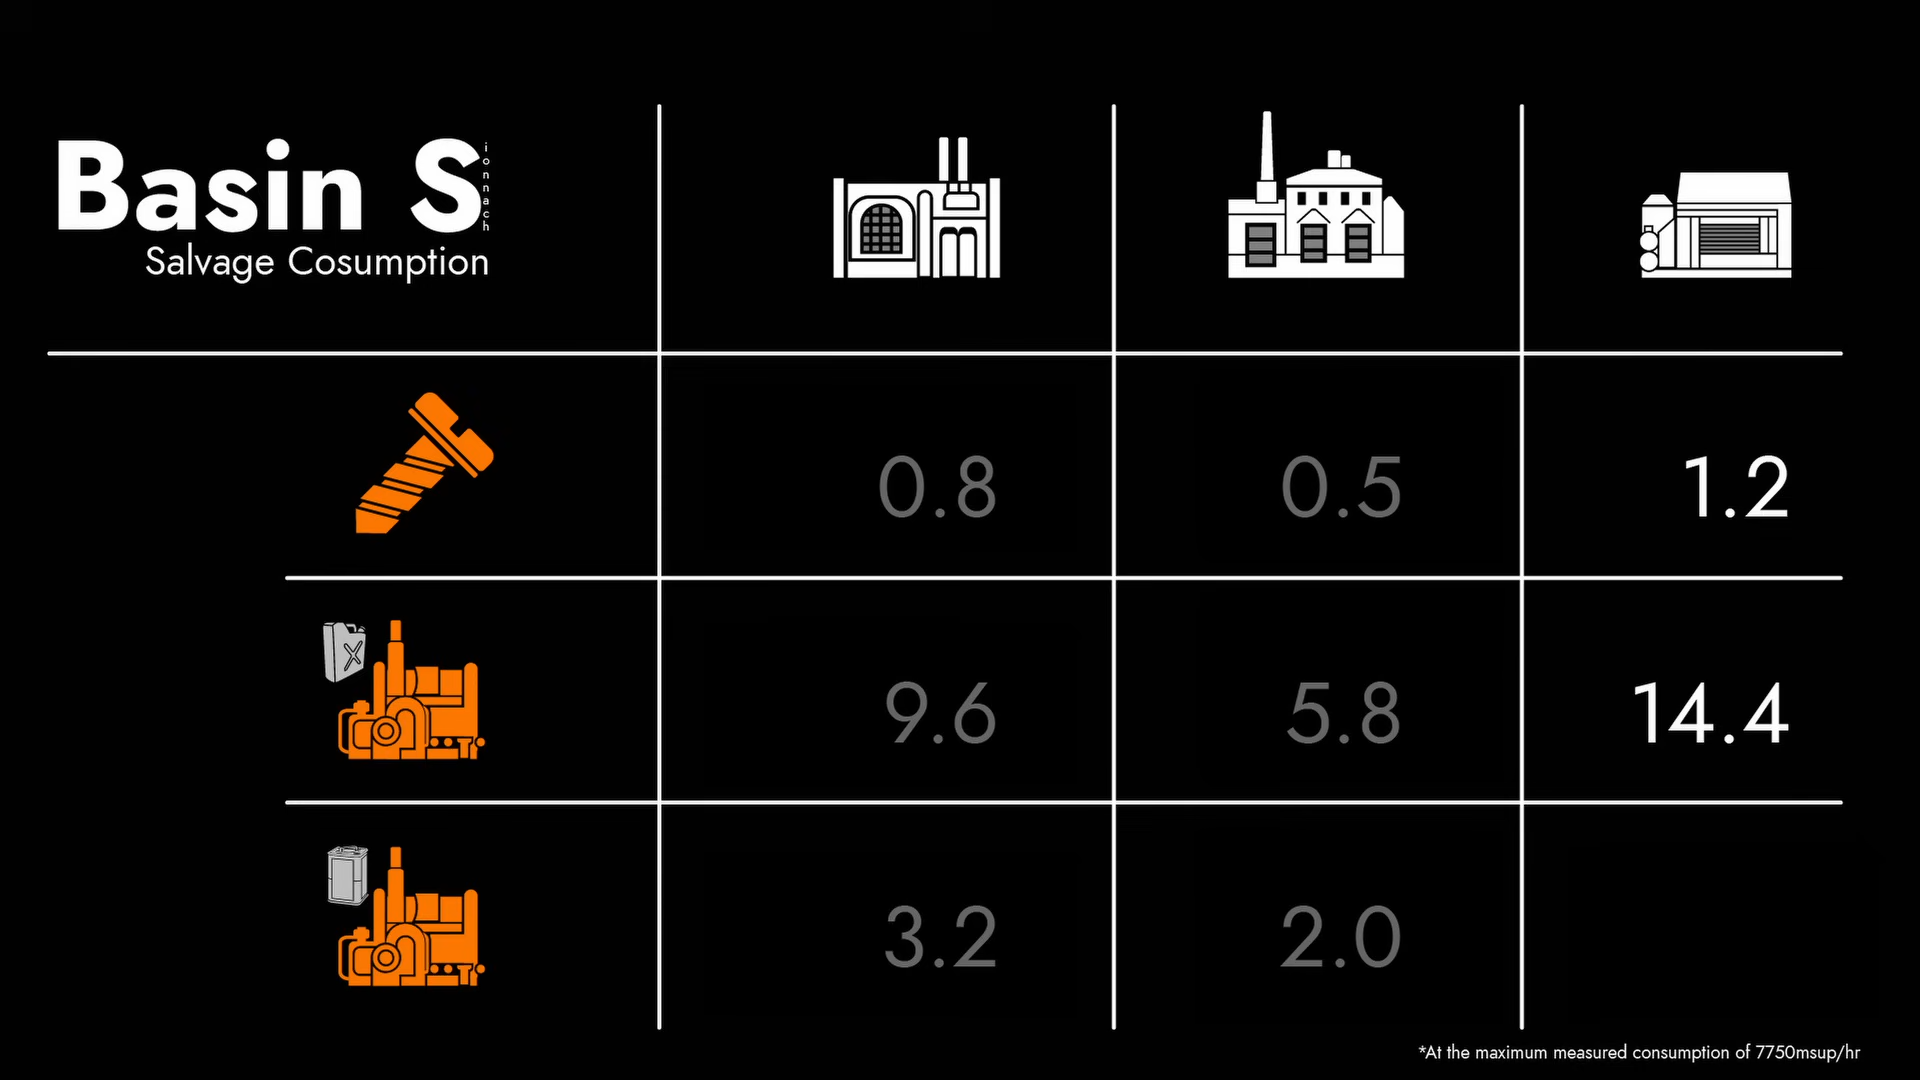 Basin Sionnach
Salvage Cosumption
0.8 0.5 1.2
9.6 5.8 14.4
3.2 2.0
*At the maximum measured consumption of 7750msup/hr